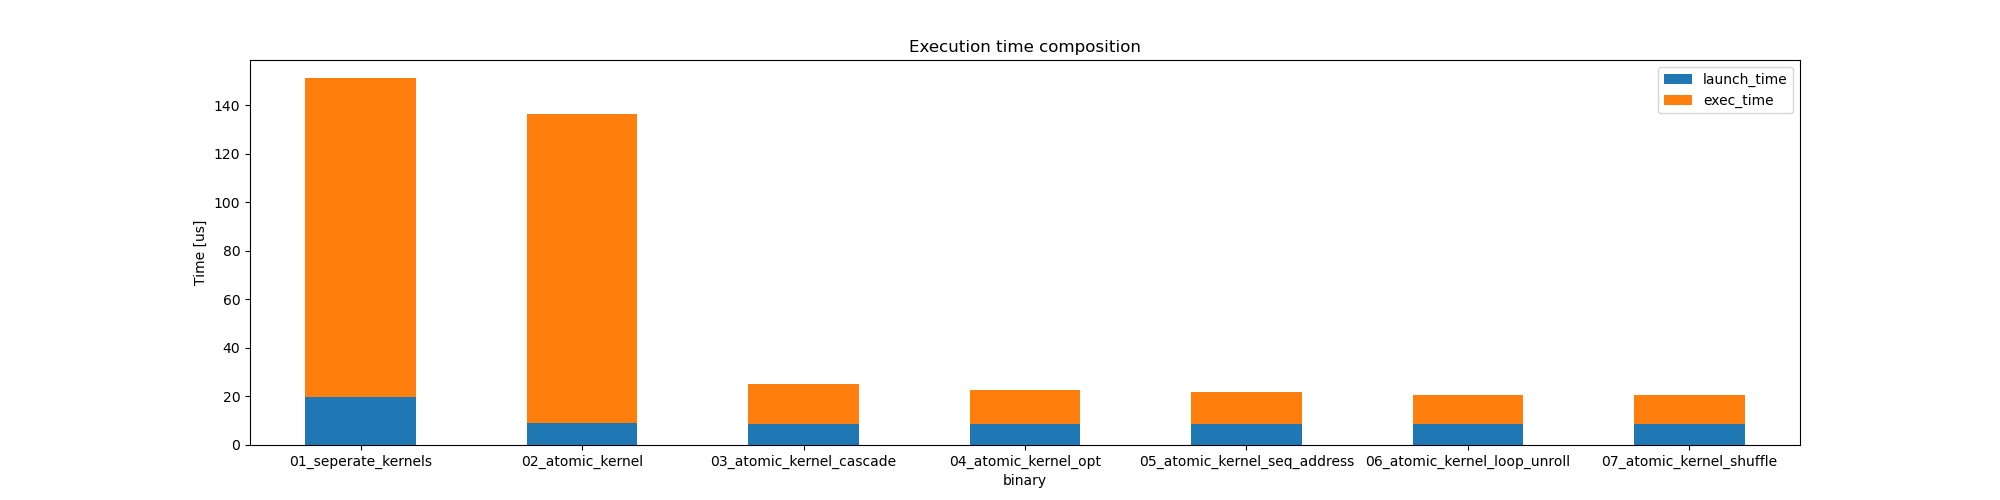 Execution time composition
launch_time
exec_time
Time [us]
140
120
100
80
60
40
20
0
01_seperate_kernels 02_atomic_kernel 03_atomic_kernel_cascade 04_atomic_kernel_opt 05_atomic_kernel_seq_address 06_atomic_kernel_loop_unroll 07_atomic_kernel_shuffle
binary